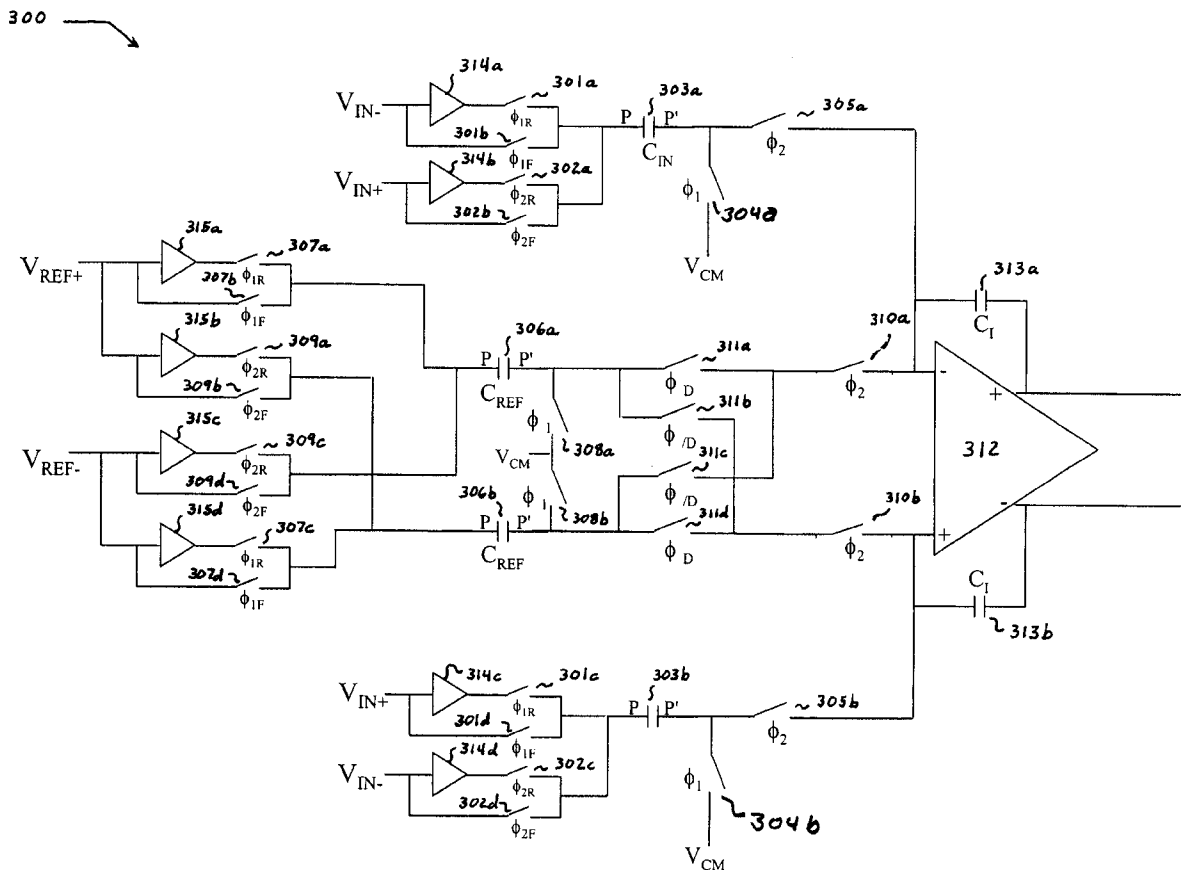 300
314a
301a
303a
305a
V_IN-
ϕ_1R
P
P'
301b
ϕ_1F
C_IN
ϕ_2
314b
302a
V_IN+
ϕ_2R
302b
ϕ_2F
ϕ_1
304a
V_CM
315a
307a
V_REF+
ϕ_1R
307b
ϕ_1F
313a
C_I
315b
309a
ϕ_2R
309b
ϕ_2F
306a
P
P'
C_REF
311a
ϕ_D
310a
ϕ_2
-
+
311b
ϕ_/D
ϕ_1
308a
V_CM
315c
309c
V_REF-
ϕ_2R
309d
ϕ_2F
311c
ϕ_/D
312
306b
P
P'
C_REF
ϕ_1
308b
311d
ϕ_D
310b
ϕ_2
+
-
315d
307c
ϕ_1R
307d
ϕ_1F
C_I
313b
314c
301c
303b
305b
V_IN+
ϕ_1R
P
P'
301d
ϕ_1F
ϕ_2
314d
302c
V_IN-
ϕ_2R
302d
ϕ_2F
ϕ_1
304b
V_CM